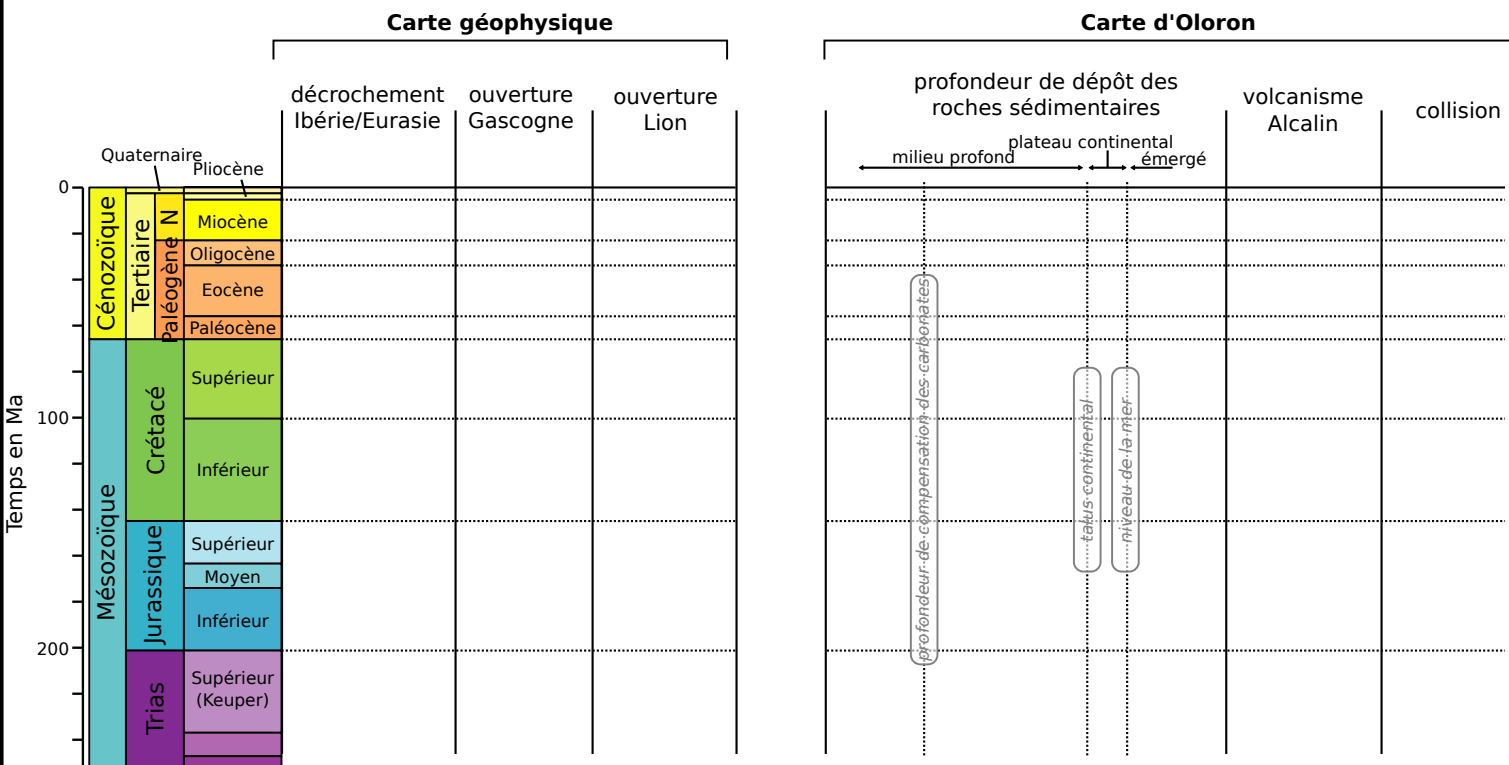 Carte géophysique
Carte d'Oloron
décrochement
Ibérie/Eurasie
ouverture
Gascogne
ouverture
Lion
profondeur de dépôt des
roches sédimentaires
volcanisme
Alcalin
collision
milieu profond
plateau continental
émergé
Quaternaire
Pliocène
Temps en Ma
0
100
200
Cénozoïque
Mésozoïque
Tertiaire
N
Paléogène
Crétacé
Jurassique
Trias
Miocène
Oligocène
Eocène
Paléocène
Supérieur
Inférieur
Supérieur
Moyen
Inférieur
Supérieur
(Keuper)
profondeur de compensation des carbonates
talus continental
niveau de la mer